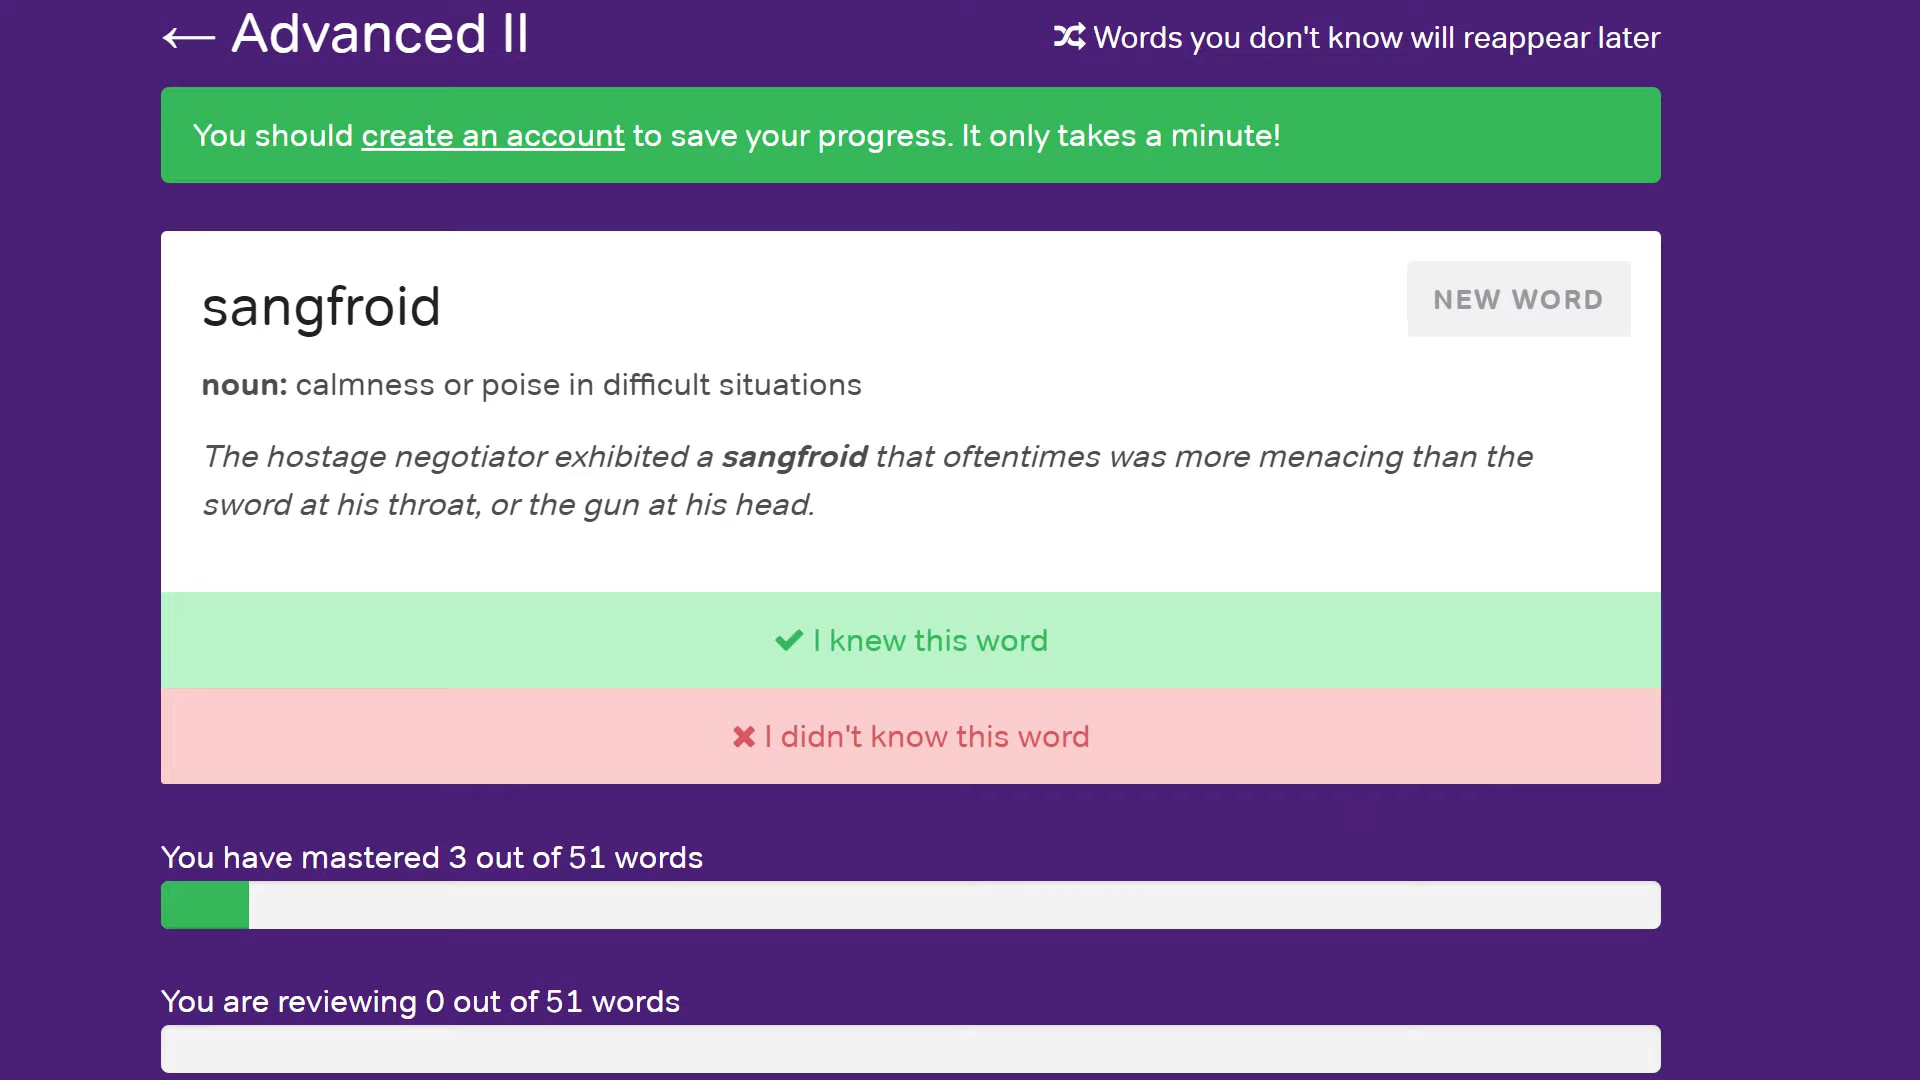 ← Advanced II
Words you don't know will reappear later
You should create an account to save your progress. It only takes a minute!
sangfroid
NEW WORD
noun: calmness or poise in difficult situations
The hostage negotiator exhibited a sangfroid that oftentimes was more menacing than the
sword at his throat, or the gun at his head.
I knew this word
I didn't know this word
You have mastered 3 out of 51 words
You are reviewing 0 out of 51 words